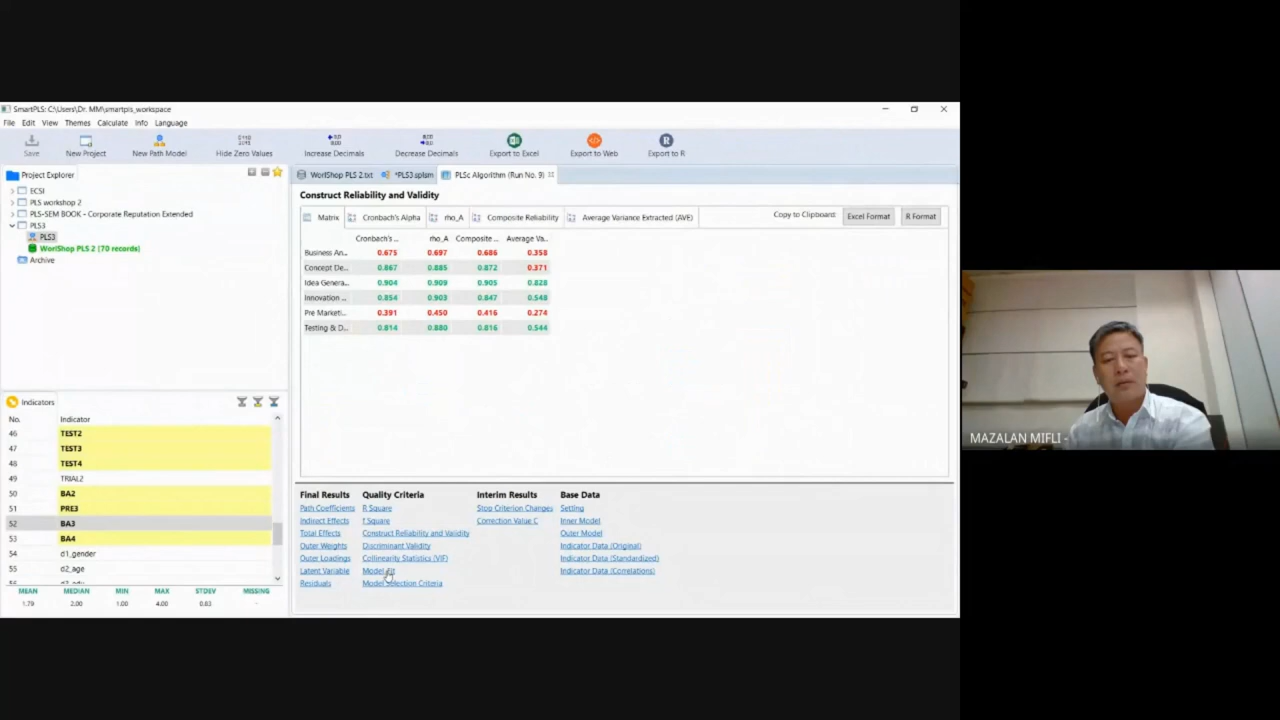 SmartPLS: C:\Users\Dr. MM\smartpls_workspace
File Edit View Themes Calculate Info Language
Save New Project New Path Model Hide Zero Values Increase Decimals Decrease Decimals Export to Excel Export to Web Export to R
Project Explorer
ECSI
PLS workshop 2
PLS-SEM BOOK - Corporate Reputation Extended
PLS3
PLS3
WorlShop PLS 2 [70 records]
Archive
WorlShop PLS 2.txt *PLS3.splsm PLSc Algorithm (Run No. 9)
Construct Reliability and Validity
Matrix Cronbach's Alpha rho_A Composite Reliability Average Variance Extracted (AVE) Copy to Clipboard: Excel Format R Format
Cronbach's ... rho_A Composite ... Average Va...
Business An... 0.675 0.697 0.686 0.358
Concept De... 0.867 0.885 0.872 0.371
Idea Genera... 0.904 0.909 0.905 0.828
Innovation ... 0.854 0.903 0.847 0.548
Pre Marketi... 0.391 0.450 0.416 0.274
Testing & D... 0.814 0.880 0.816 0.544
Indicators
No. Indicator
46 TEST2
47 TEST3
48 TEST4
49 TRIAL2
50 BA2
51 PRE3
52 BA3
53 BA4
54 d1_gender
55 d2_age
MEAN MEDIAN MIN MAX STDEV MISSING
1.79 2.00 1.00 4.00 0.83 -
Final Results Quality Criteria Interim Results Base Data
Path Coefficients R Square Stop Criterion Changes Setting
Indirect Effects f Square Correction Value C Inner Model
Total Effects Construct Reliability and Validity Outer Model
Outer Weights Discriminant Validity Indicator Data (Original)
Outer Loadings Collinearity Statistics (VIF) Indicator Data (Standardized)
Latent Variable Model Fit Indicator Data (Correlations)
Residuals Model Selection Criteria
MAZALAN MIFLI -